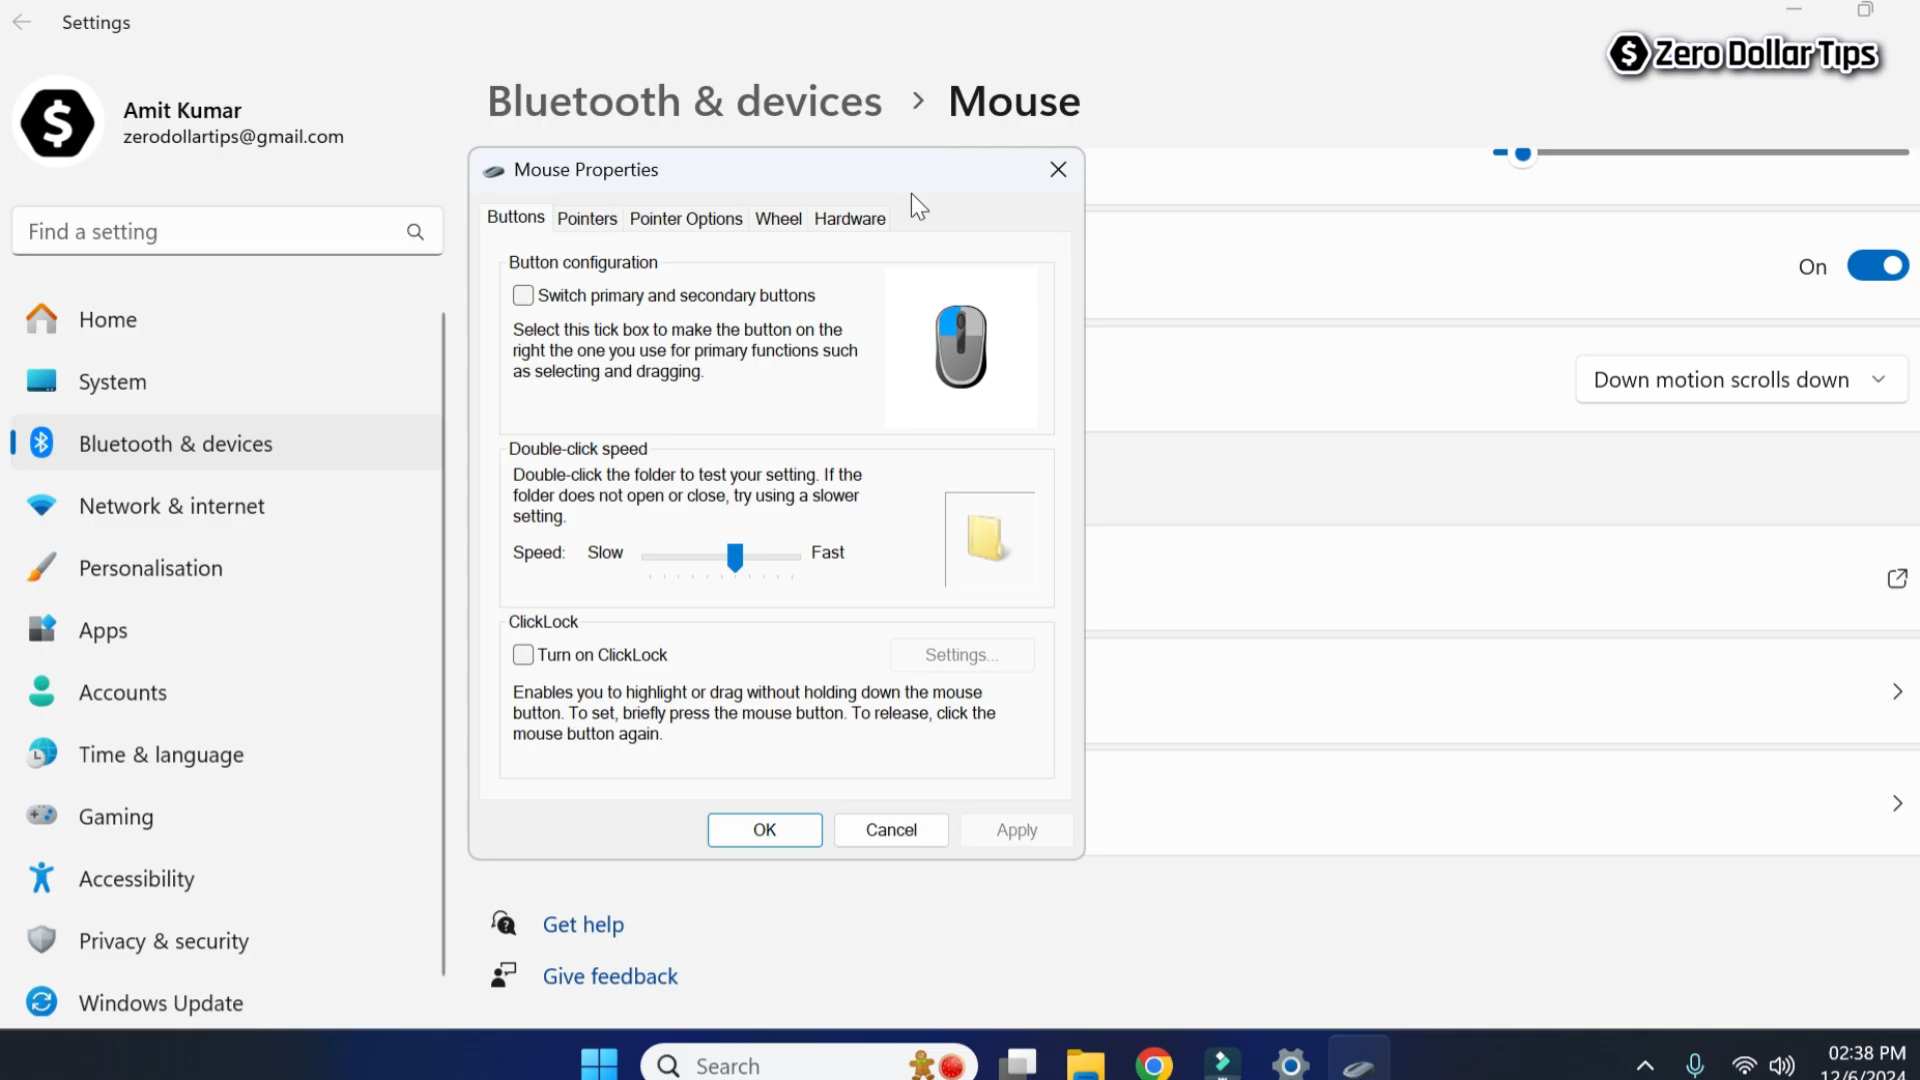 Settings
Zero Dollar Tips
Amit Kumar
zerodollartips@gmail.com
Bluetooth & devices > Mouse
Find a setting
Home
System
Bluetooth & devices
Network & internet
Personalisation
Apps
Accounts
Time & language
Gaming
Accessibility
Privacy & security
Windows Update
Mouse Properties
Buttons Pointers Pointer Options Wheel Hardware
Button configuration
Switch primary and secondary buttons
Select this tick box to make the button on the
right the one you use for primary functions such
as selecting and dragging.
Double-click speed
Double-click the folder to test your setting. If the
folder does not open or close, try using a slower
setting.
Speed: Slow Fast
ClickLock
Turn on ClickLock Settings...
Enables you to highlight or drag without holding down the mouse
button. To set, briefly press the mouse button. To release, click the
mouse button again.
OK Cancel Apply
On
Down motion scrolls down
Get help
Give feedback
Search
02:38 PM
12/6/2024